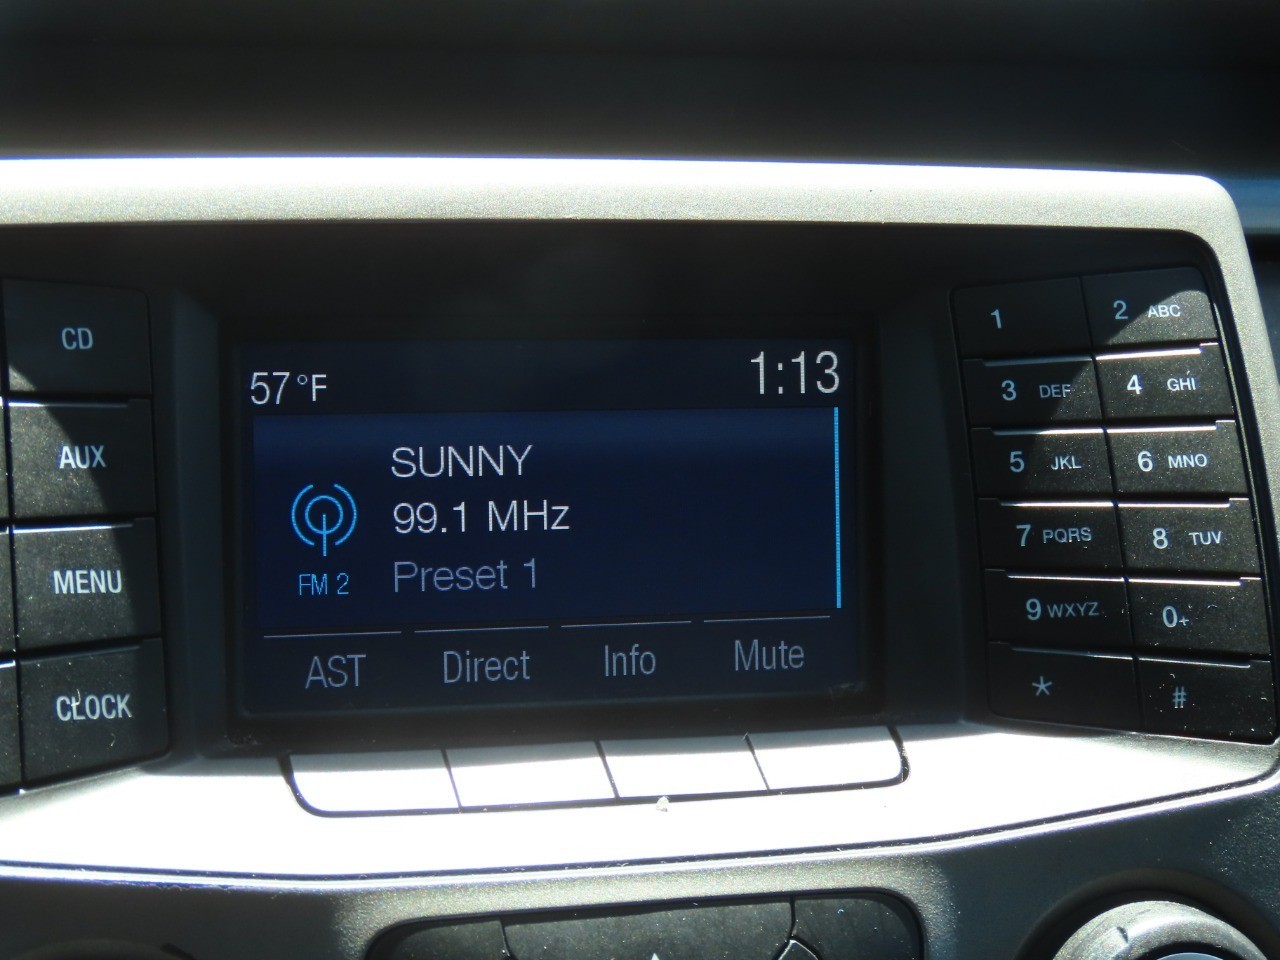 CD
AUX
MENU
CLOCK
57°F
1:13
SUNNY
99.1 MHz
FM 2
Preset 1
AST
Direct
Info
Mute
1
2 ABC
3 DEF
4 GHI
5 JKL
6 MNO
7 PQRS
8 TUV
9 WXYZ
0+
*
#